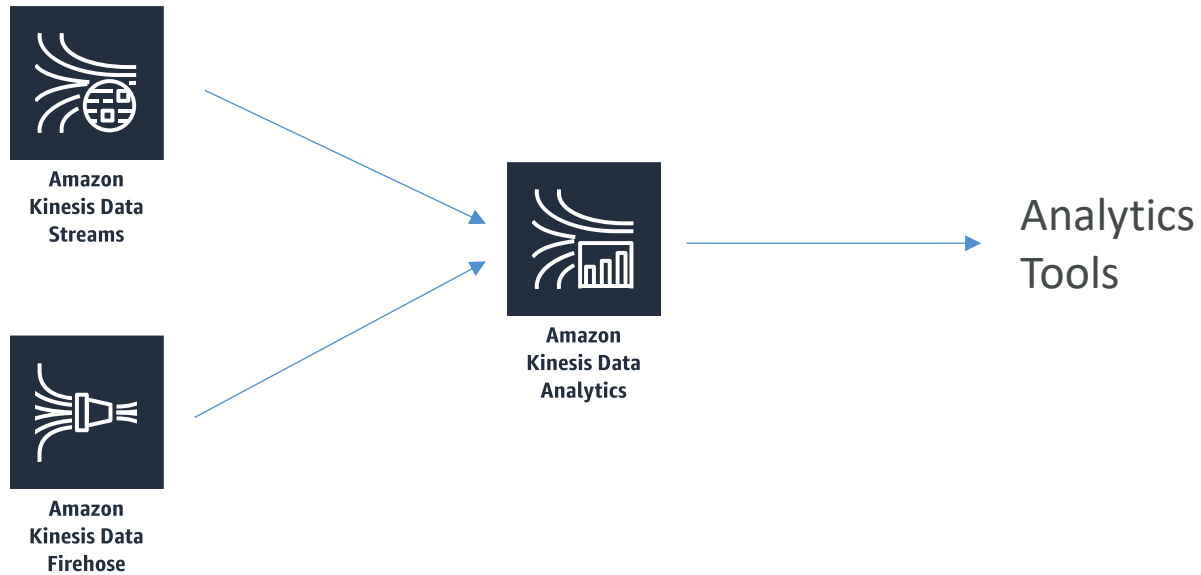 Amazon
Kinesis Data
Streams
Amazon
Kinesis Data
Analytics
Analytics
Tools
Amazon
Kinesis Data
Firehose